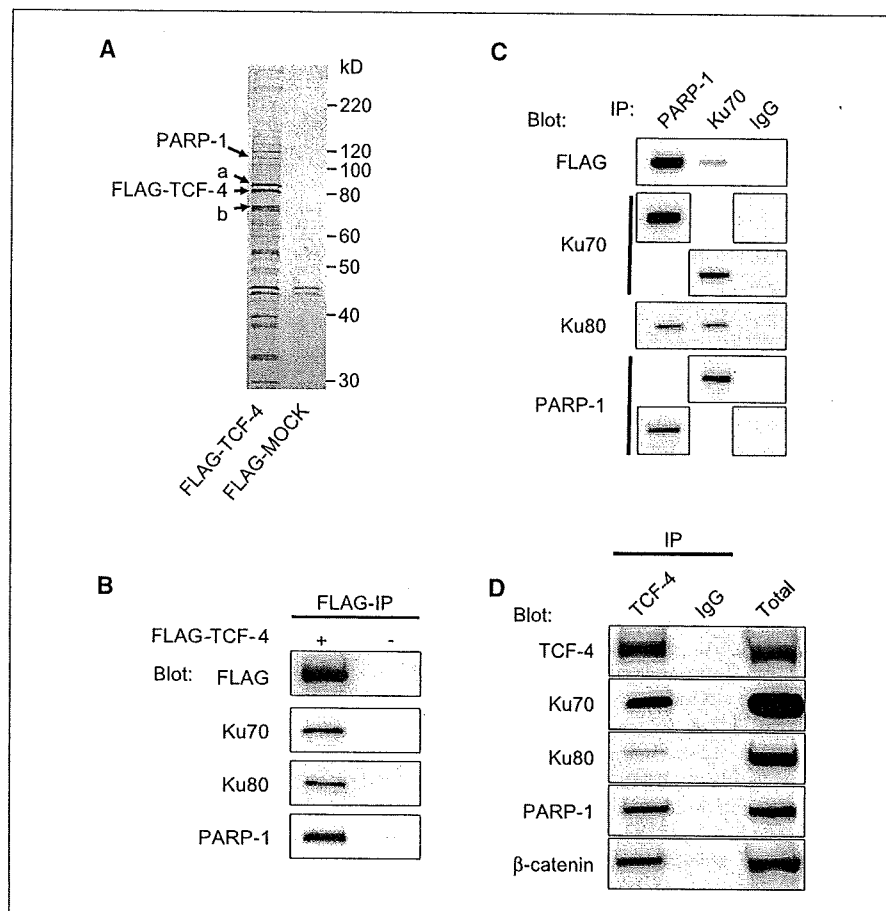 A
kD
220
PARP-1
120
a
100
FLAG-TCF-4
80
b
60
50
40
30
FLAG-TCF-4
FLAG-MOCK
B
FLAG-IP
FLAG-TCF-4 + -
Blot: FLAG
Ku70
Ku80
PARP-1
C
IP: PARP-1 Ku70 IgG
Blot:
FLAG
Ku70
Ku80
PARP-1
D
IP
Blot: TCF-4 IgG Total
TCF-4
Ku70
Ku80
PARP-1
β-catenin